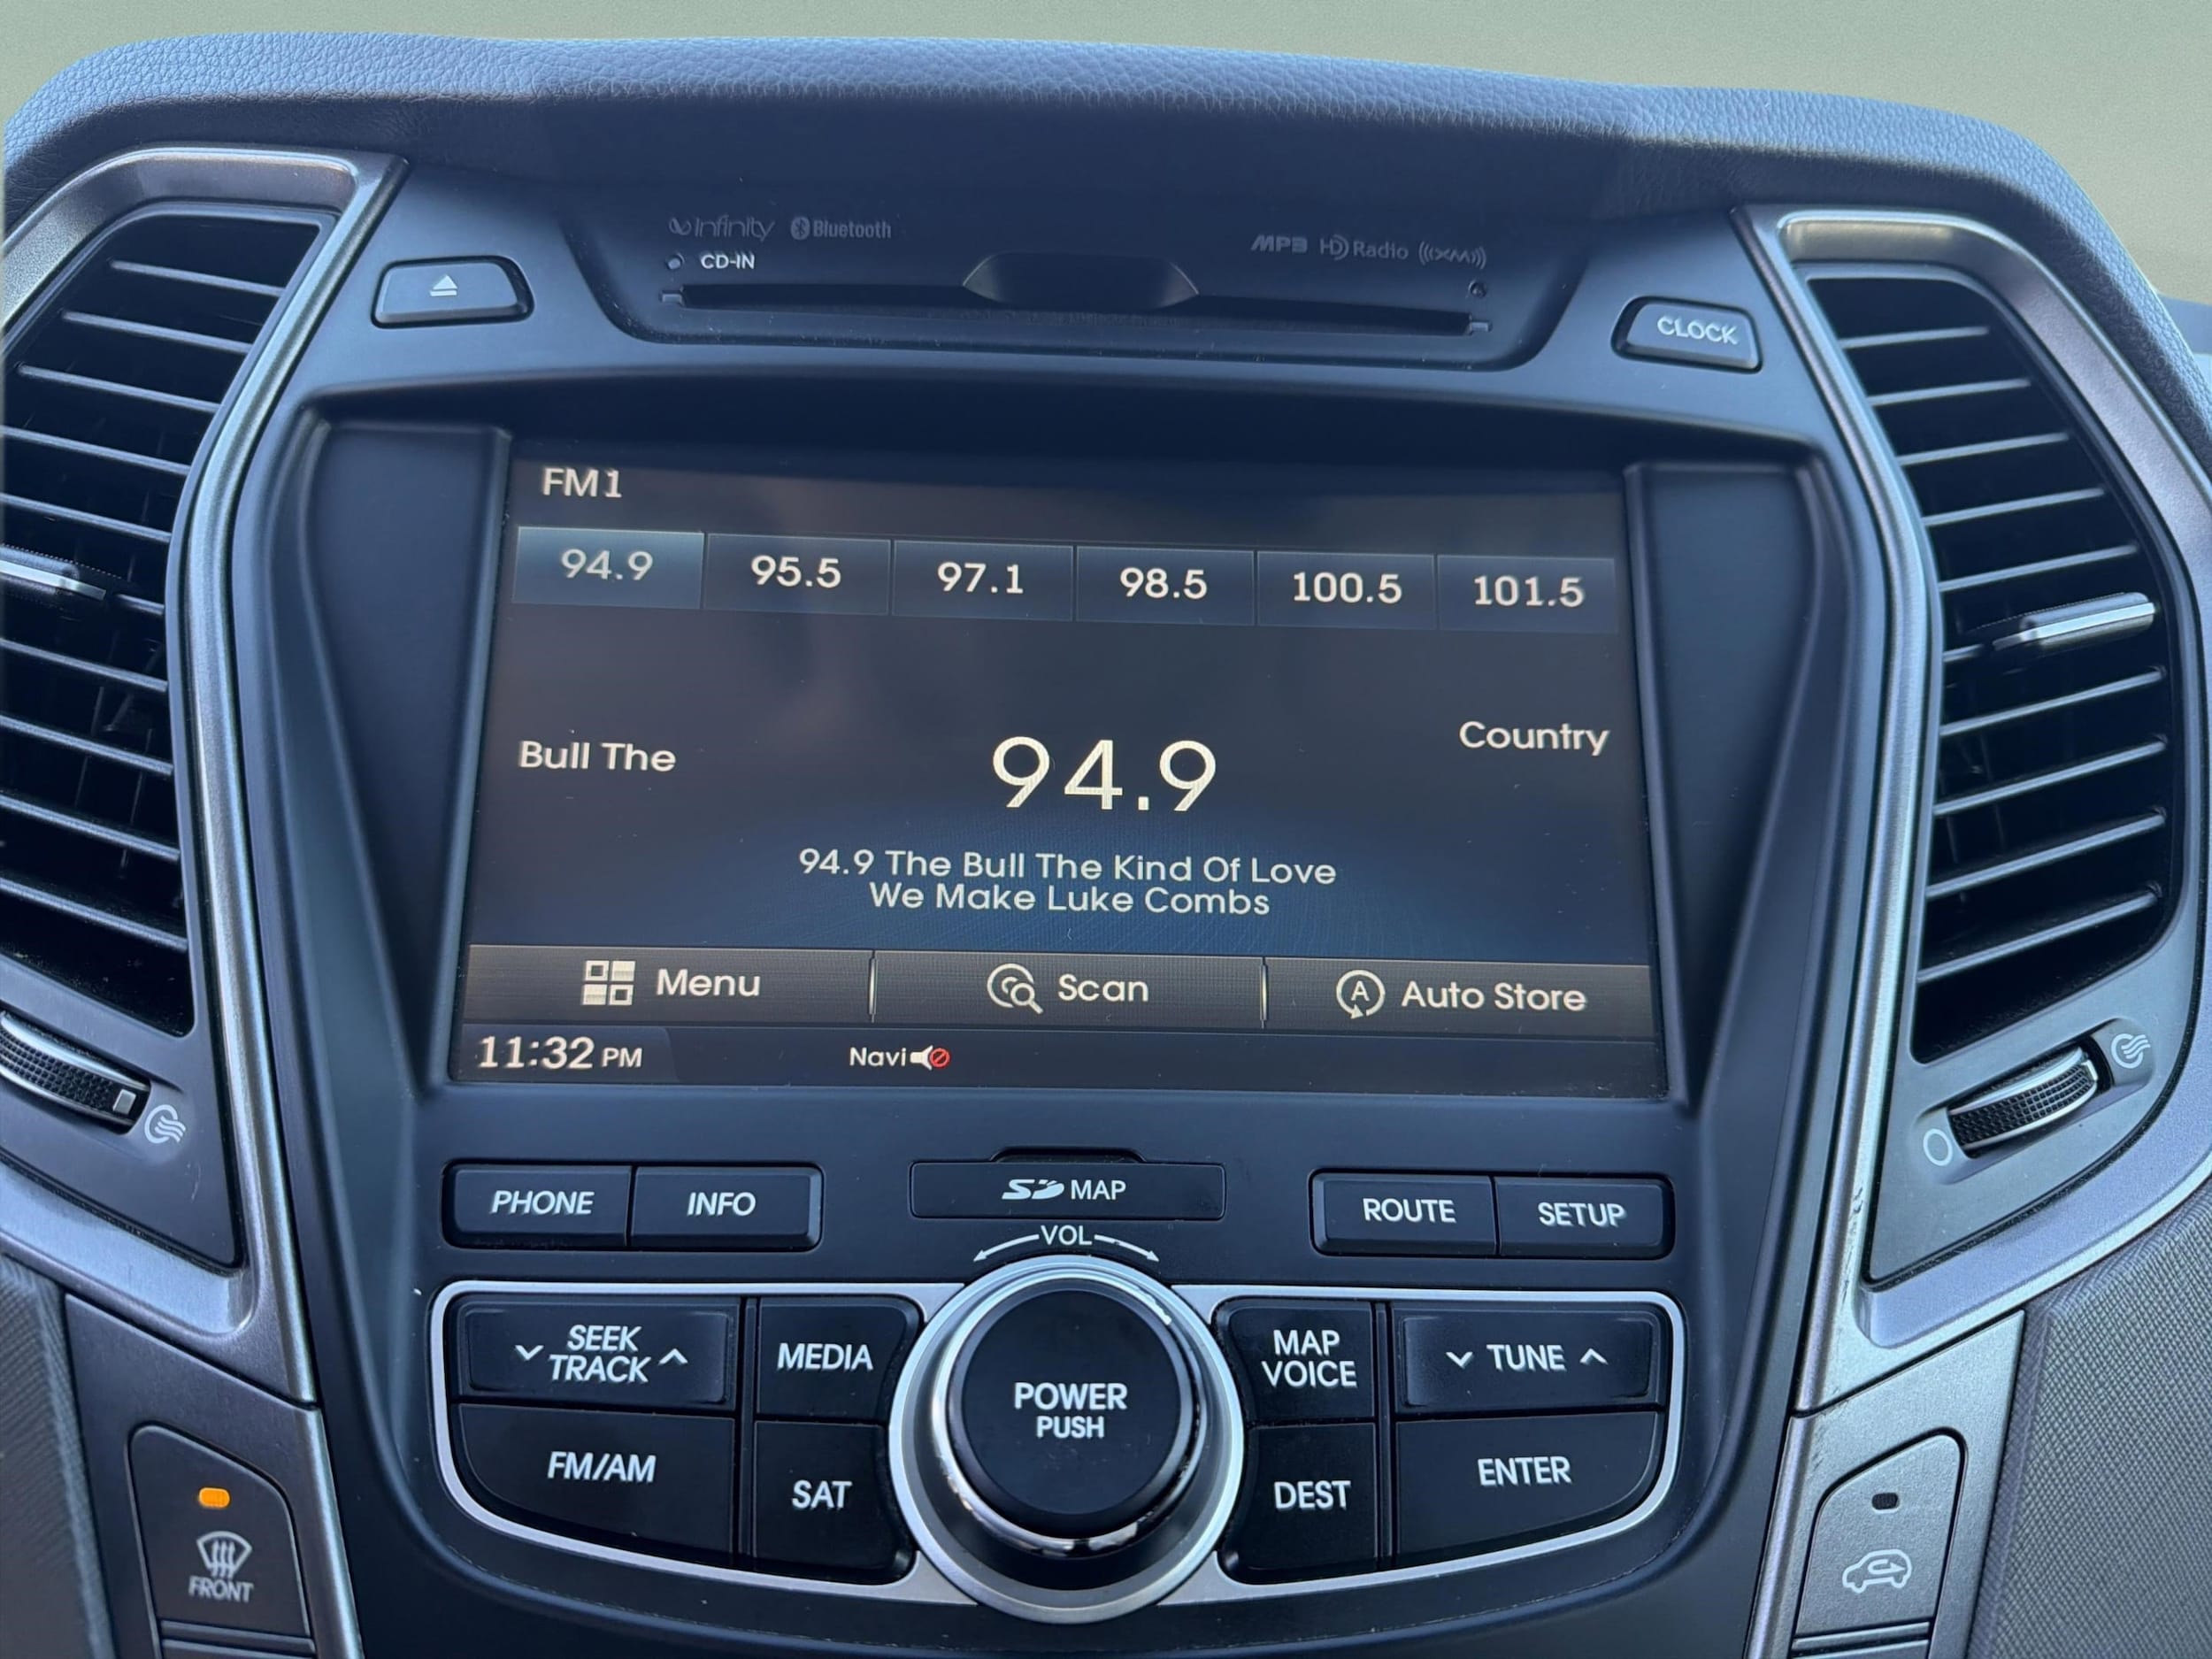 infinity Bluetooth
MP3 HD Radio ((XM))
CD-IN
CLOCK
FM1
94.9 95.5 97.1 98.5 100.5 101.5
Bull The
94.9
Country
94.9 The Bull The Kind Of Love
We Make Luke Combs
Menu
Scan
A Auto Store
11:32 PM
Navi
PHONE
INFO
SD MAP
ROUTE
SETUP
VOL
SEEK
TRACK
MEDIA
POWER
PUSH
MAP
VOICE
TUNE
FM/AM
SAT
DEST
ENTER
FRONT